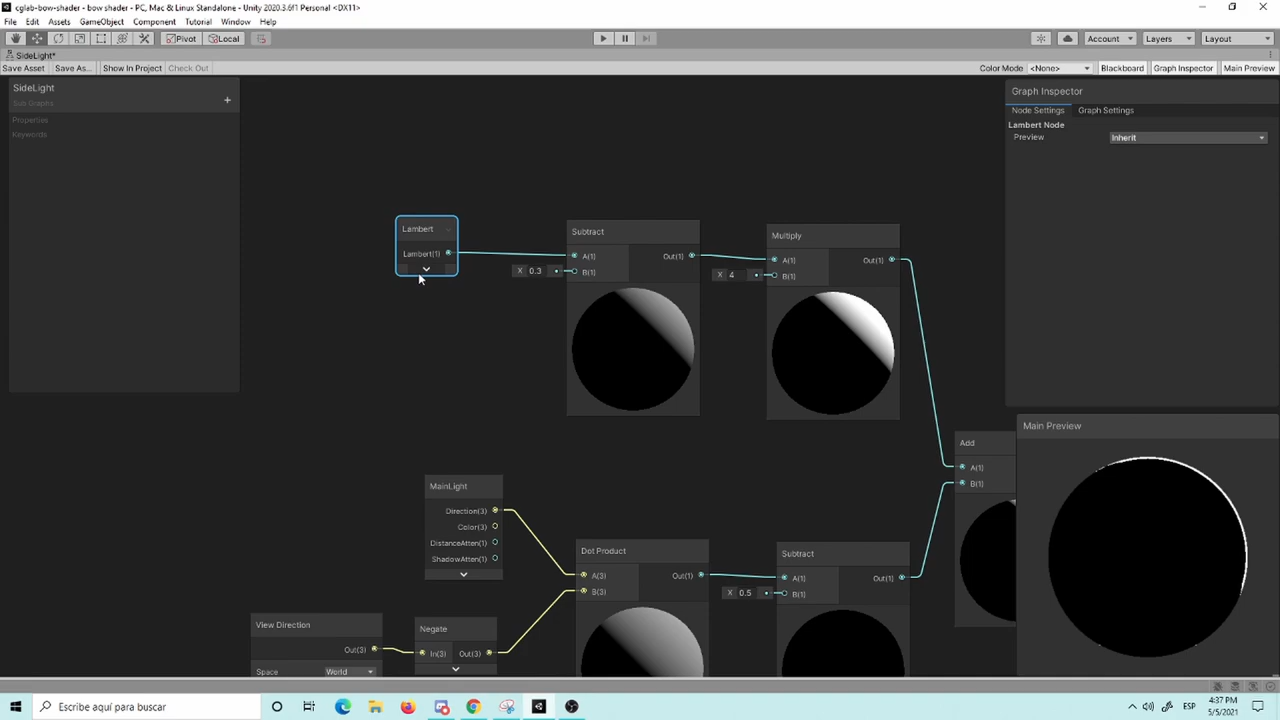 cglab-bow-shader - bow shader - PC, Mac & Linux Standalone - Unity 2020.3.6f1 Personal <DX11>
File Edit Assets GameObject Component Tutorial Window Help
Pivot Local Account Layers Layout
SideLight*
Save Asset Save As... Show In Project Check Out Color Mode <None> Blackboard Graph Inspector Main Preview
SideLight
Sub Graphs
Properties
Keywords
Graph Inspector
Node Settings Graph Settings
Lambert Node
Preview Inherit
Lambert
Lambert(1)
Subtract
A(1) Out(1)
X 0.3 B(1)
Multiply
A(1) Out(1)
X 4 B(1)
Add
A(1)
B(1)
Main Preview
MainLight
Direction(3)
Color(3)
DistanceAtten(1)
ShadowAtten(1)
Dot Product
A(3) Out(1)
B(3)
Subtract
A(1) Out(1)
X 0.5 B(1)
View Direction
Out(3)
Space World
Negate
In(3) Out(3)
Escribe aquí para buscar
ESP
4:37 PM
5/5/2021